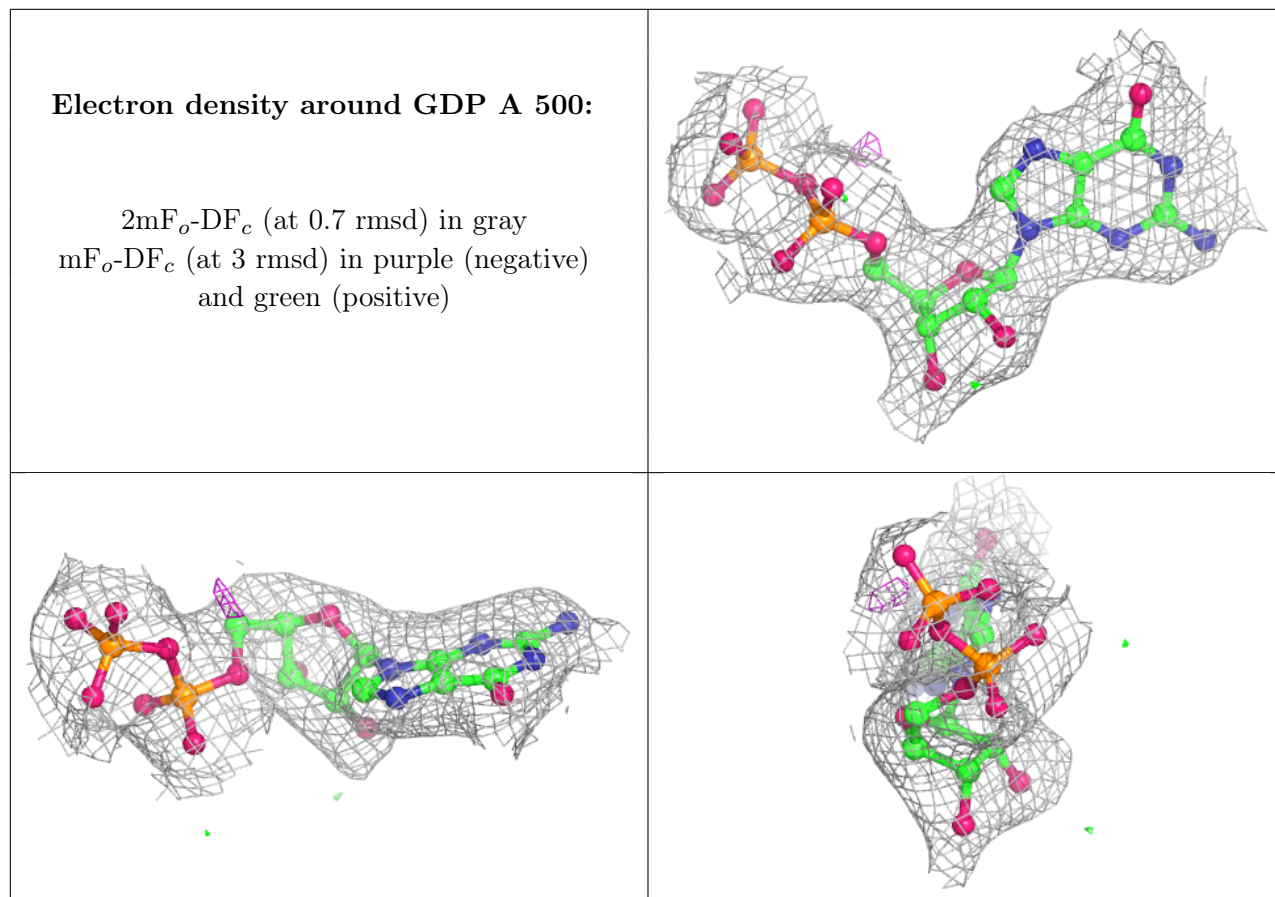 Electron density around GDP A 500:
2mFo-DFc (at 0.7 rmsd) in gray
mFo-DFc (at 3 rmsd) in purple (negative)
and green (positive)